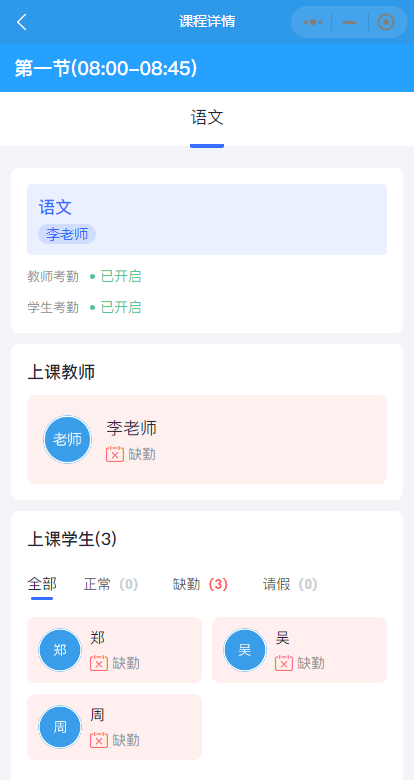 课程详情
第一节(08:00-08:45)
语文
语文
李老师
教师考勤 已开启
学生考勤 已开启
上课教师
老师
李老师
缺勤
上课学生(3)
全部 正常 (0) 缺勤 (3) 请假 (0)
郑 郑 缺勤
吴 吴 缺勤
周 周 缺勤